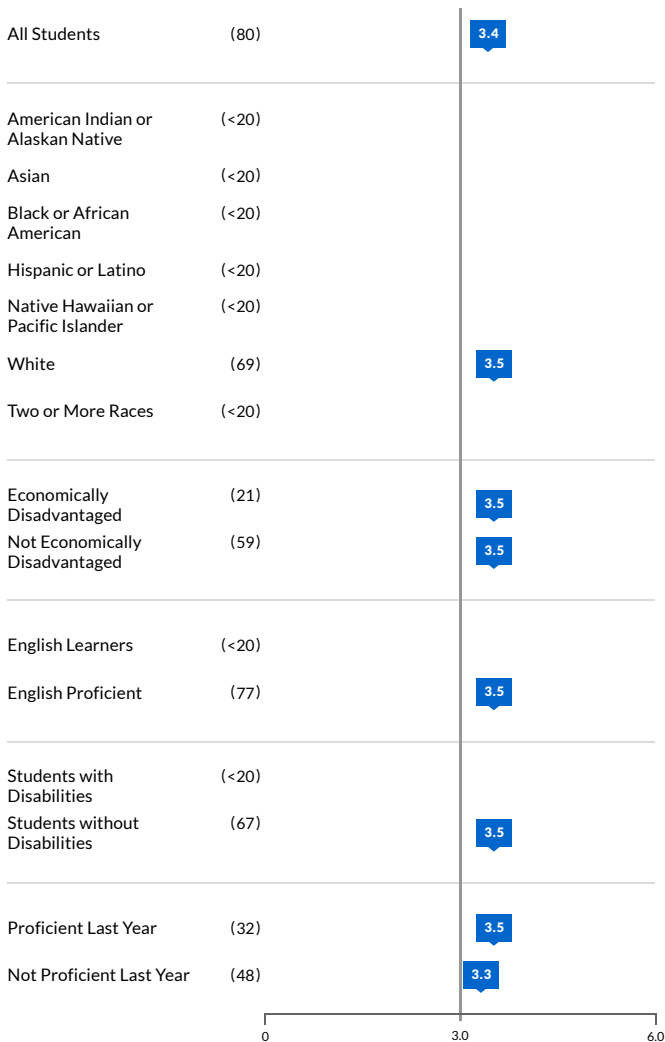 All Students (80) 3.4
American Indian or (<20)
Alaskan Native
Asian (<20)
Black or African (<20)
American
Hispanic or Latino (<20)
Native Hawaiian or (<20)
Pacific Islander
White (69) 3.5
Two or More Races (<20)
Economically (21) 3.5
Disadvantaged
Not Economically (59) 3.5
Disadvantaged
English Learners (<20)
English Proficient (77) 3.5
Students with (<20)
Disabilities
Students without (67) 3.5
Disabilities
Proficient Last Year (32) 3.5
Not Proficient Last Year (48) 3.3
0 3.0 6.0